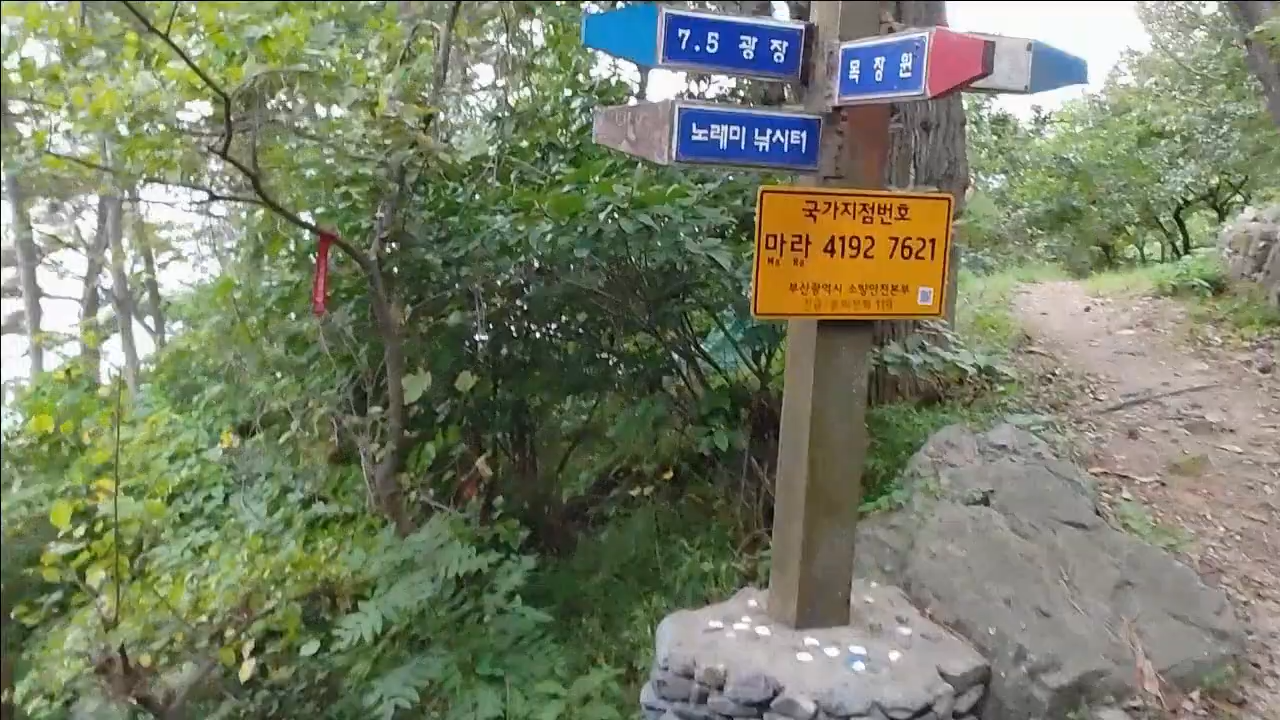 7.5 광장
목장원
노래미 낚시터
국가지점번호
마라 4192 7621
Ma Ra
부산광역시 소방안전본부